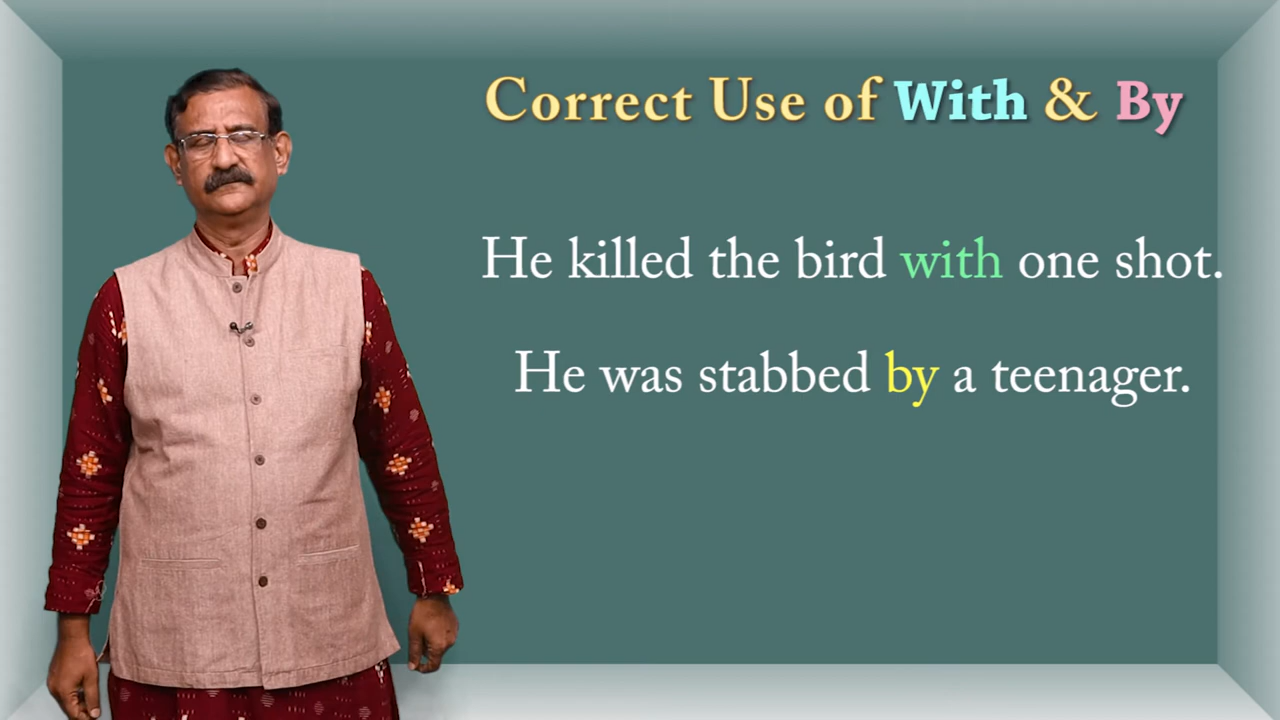 Correct Use of With & By
He killed the bird with one shot.
He was stabbed by a teenager.